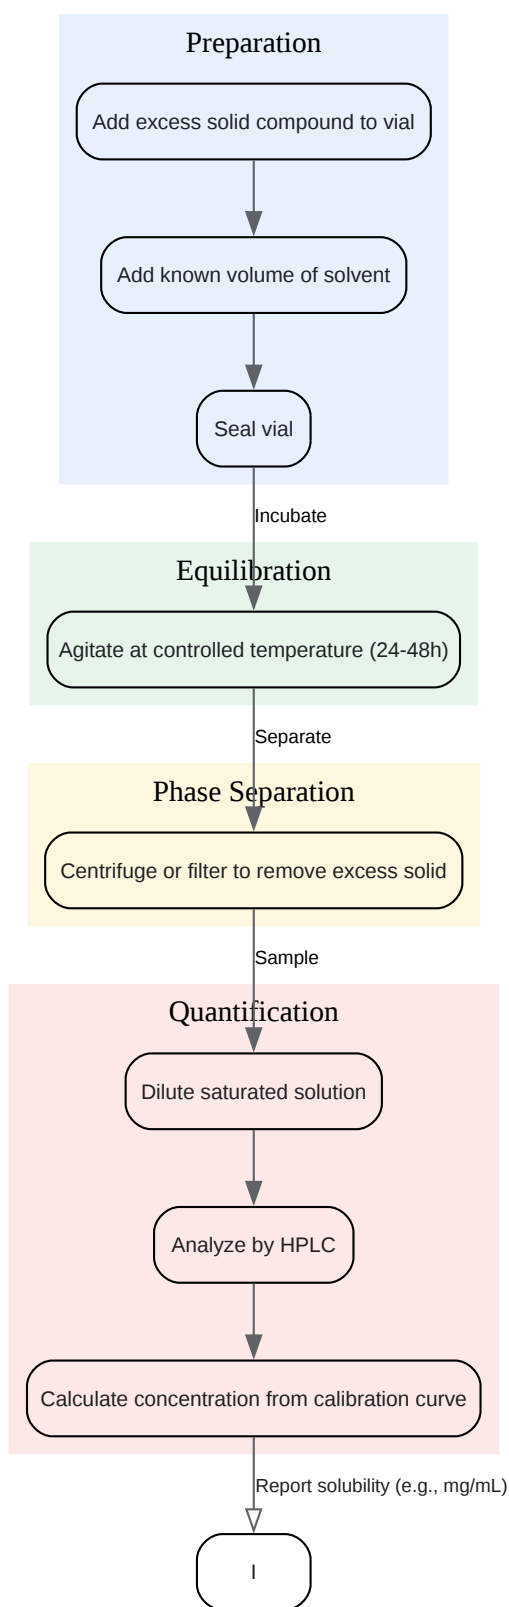 Preparation
Add excess solid compound to vial
Add known volume of solvent
Seal vial
Incubate
Equilibration
Agitate at controlled temperature (24-48h)
Separate
Phase Separation
Centrifuge or filter to remove excess solid
Sample
Quantification
Dilute saturated solution
Analyze by HPLC
Calculate concentration from calibration curve
Report solubility (e.g., mg/mL)
I